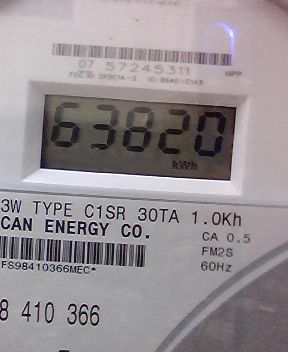 07 57245311 HPP
63820
kWh
3W TYPE C1SR 30TA 1.0Kh
CAN ENERGY CO.
CA 0.5
FM2S
60Hz
FS98410366MEC*
8 410 366